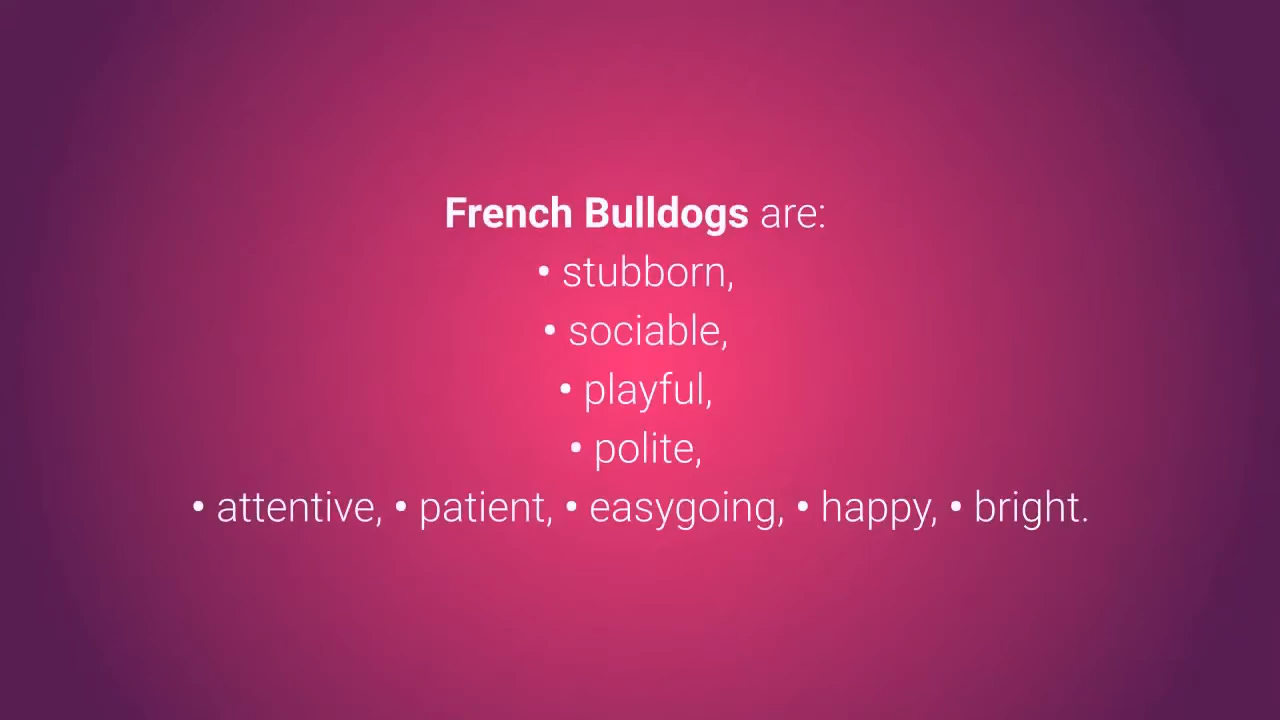 French Bulldogs are:
• stubborn,
• sociable,
• playful,
• polite,
• attentive, • patient, • easygoing, • happy, • bright.